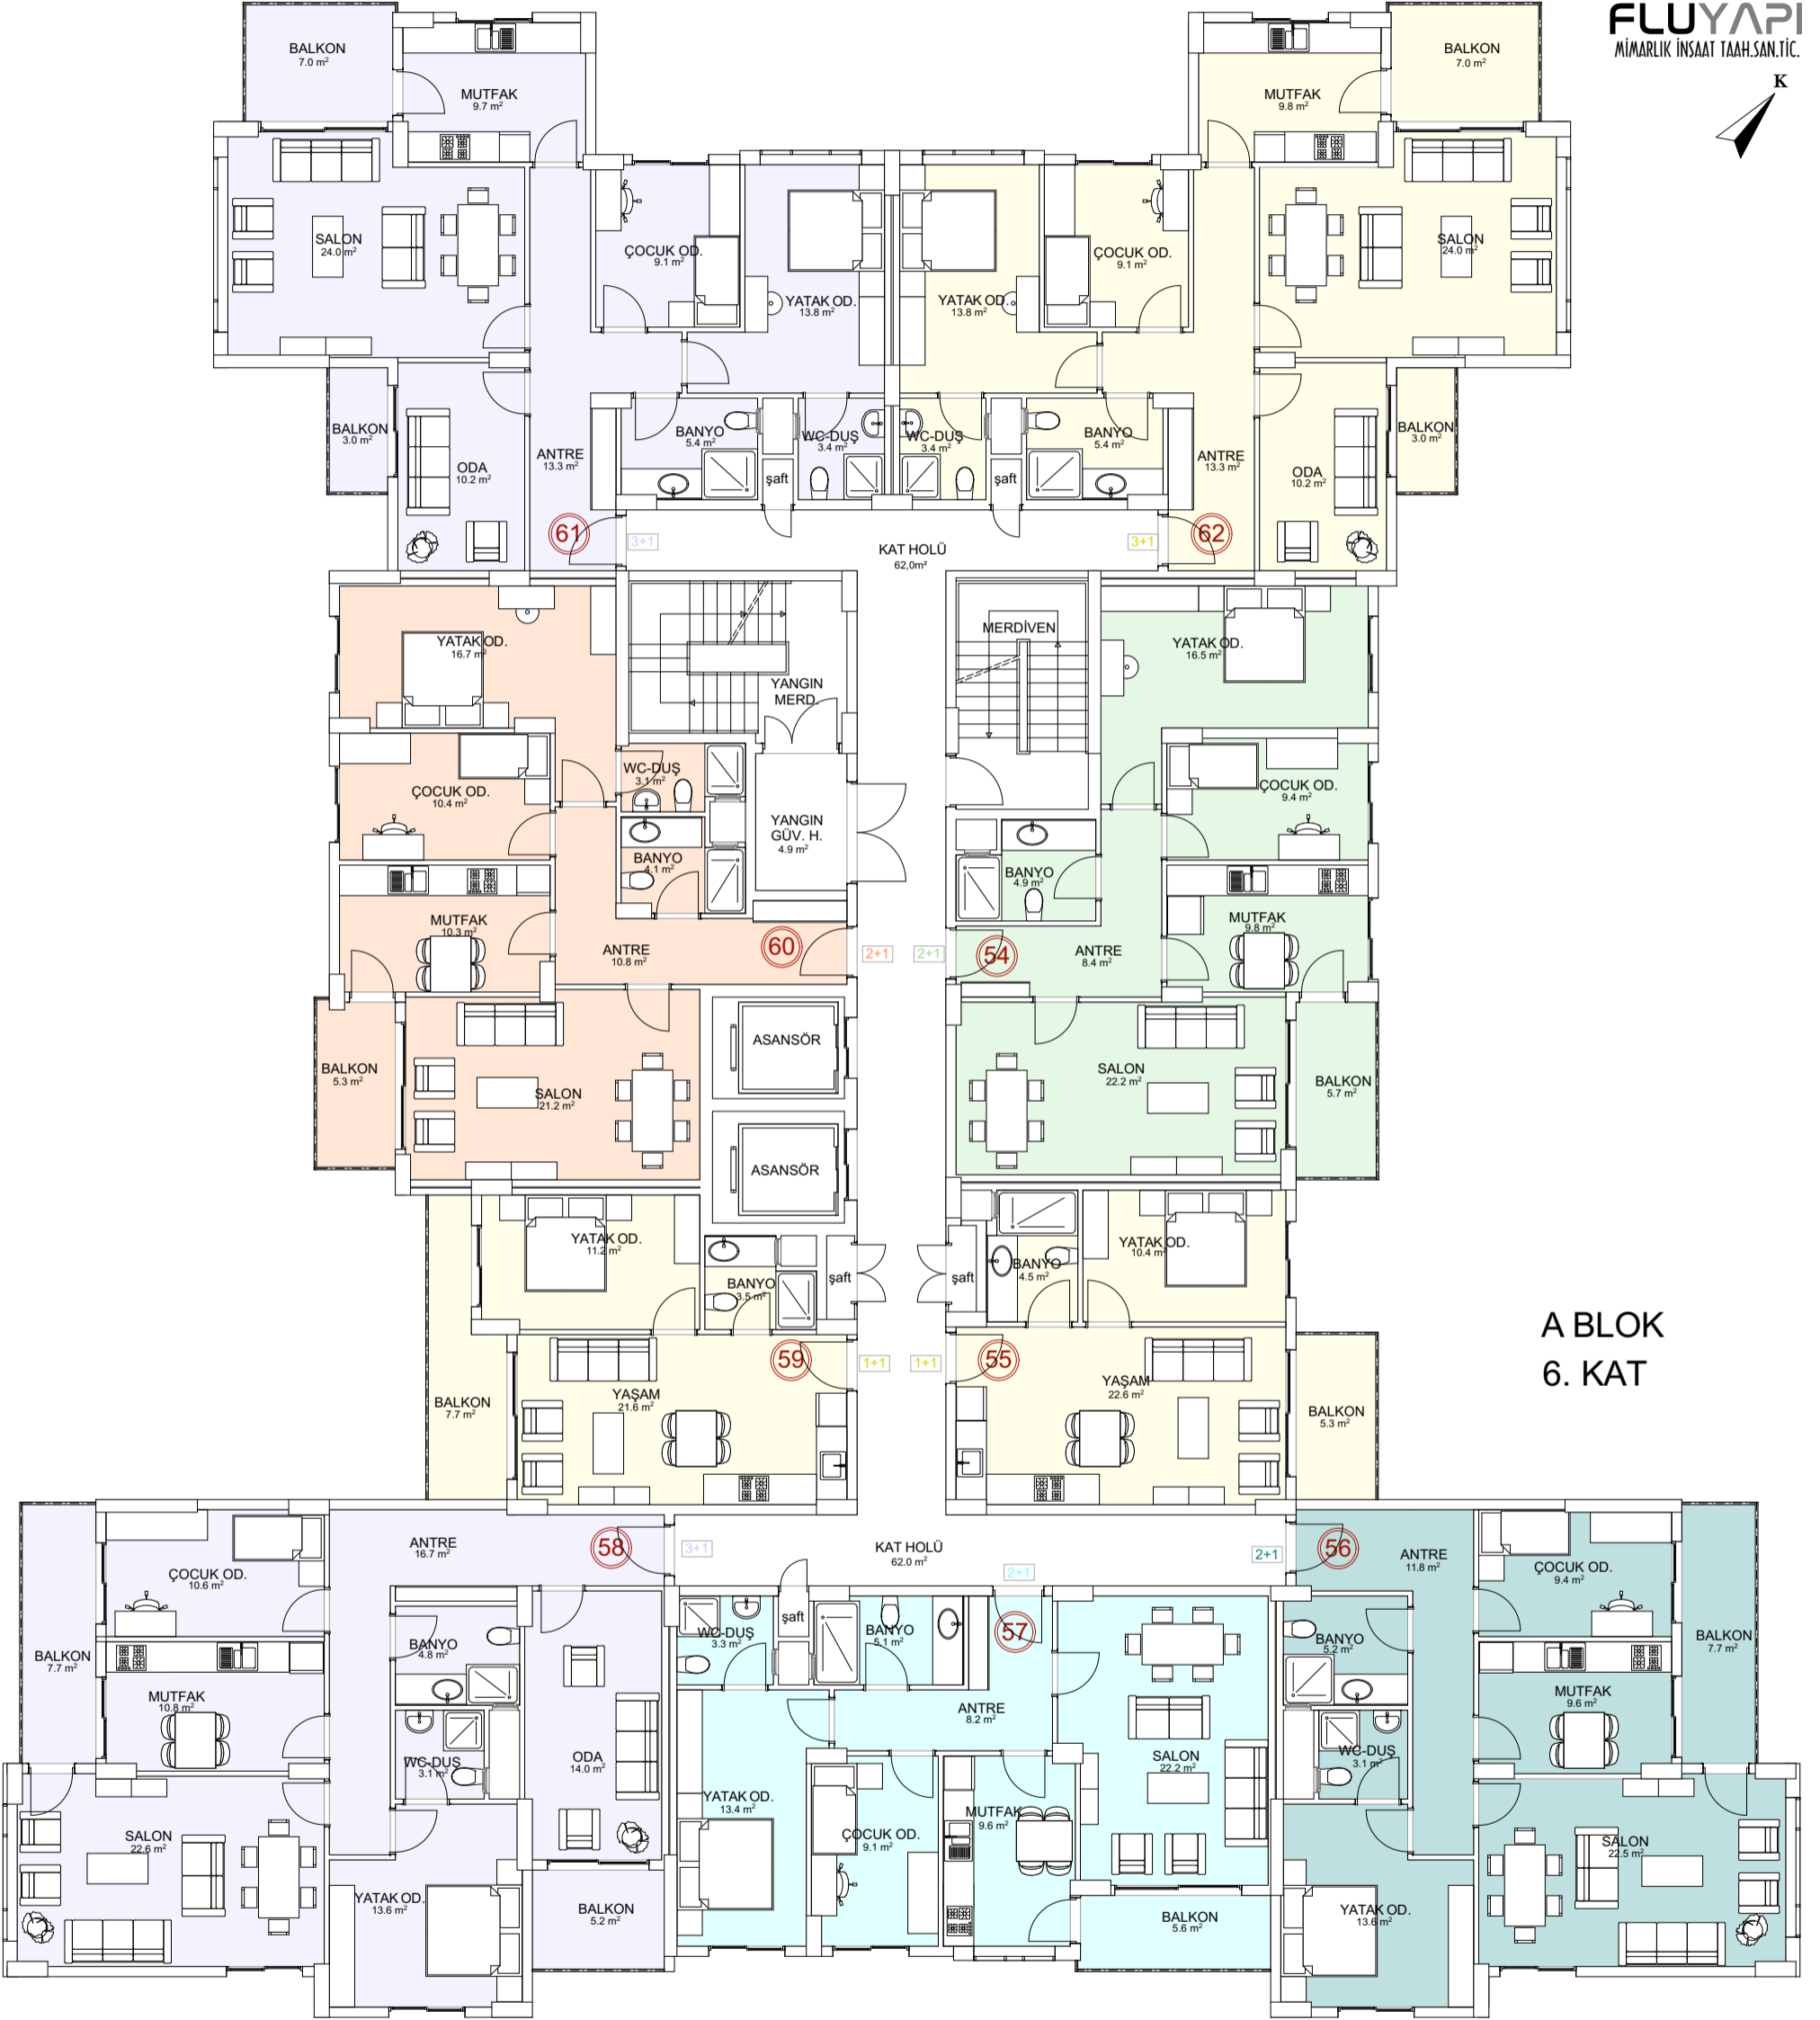 FLUYAPI
MİMARLIK İNŞAAT TAAH.SAN.TİC.
K
BALKON
7.0 m²
MUTFAK
9.7 m²
SALON
24.0 m²
ÇOCUK OD.
9.1 m²
YATAK OD.
13.8 m²
BALKON
3.0 m²
ODA
10.2 m²
ANTRE
13.3 m²
BANYO
5.4 m²
WC-DUŞ
3.4 m²
şaft
61
3+1
MUTFAK
9.8 m²
BALKON
7.0 m²
YATAK OD.
13.8 m²
ÇOCUK OD.
9.1 m²
SALON
24.0 m²
WC-DUŞ
3.4 m²
şaft
BANYO
5.4 m²
ANTRE
13.3 m²
ODA
10.2 m²
BALKON
3.0 m²
3+1
62
KAT HOLÜ
62,0m²
YATAK OD.
16.7 m²
YANGIN
MERD.
ÇOCUK OD.
10.4 m²
WC-DUŞ
3.1 m²
YANGIN
GÜV. H.
4.9 m²
BANYO
4.1 m²
MUTFAK
10.3 m²
ANTRE
10.8 m²
60
2+1
BALKON
5.3 m²
SALON
21.2 m²
ASANSÖR
ASANSÖR
MERDİVEN
YATAK OD.
16.5 m²
ÇOCUK OD.
9.4 m²
BANYO
4.9 m²
MUTFAK
9.8 m²
2+1
54
ANTRE
8.4 m²
SALON
22.2 m²
BALKON
5.7 m²
YATAK OD.
11.2 m²
BANYO
3.5 m²
şaft
59
1+1
YAŞAM
21.6 m²
BALKON
7.7 m²
şaft
BANYO
4.5 m²
YATAK OD.
10.4 m²
1+1
55
YAŞAM
22.6 m²
BALKON
5.3 m²
A BLOK
6. KAT
ANTRE
16.7 m²
58
3+1
KAT HOLÜ
62.0 m²
2+1
2+1
56
ANTRE
11.8 m²
ÇOCUK OD.
10.6 m²
BALKON
7.7 m²
MUTFAK
10.8 m²
BANYO
4.8 m²
WC-DUŞ
3.1 m²
ODA
14.0 m²
SALON
22.6 m²
YATAK OD.
13.6 m²
BALKON
5.2 m²
WC-DUŞ
3.3 m²
şaft
BANYO
5.1 m²
57
ANTRE
8.2 m²
YATAK OD.
13.4 m²
ÇOCUK OD.
9.1 m²
MUTFAK
9.6 m²
SALON
22.2 m²
BALKON
5.6 m²
ÇOCUK OD.
9.4 m²
BANYO
5.2 m²
BALKON
7.7 m²
MUTFAK
9.6 m²
WC-DUŞ
3.1 m²
SALON
22.5 m²
YATAK OD.
13.6 m²